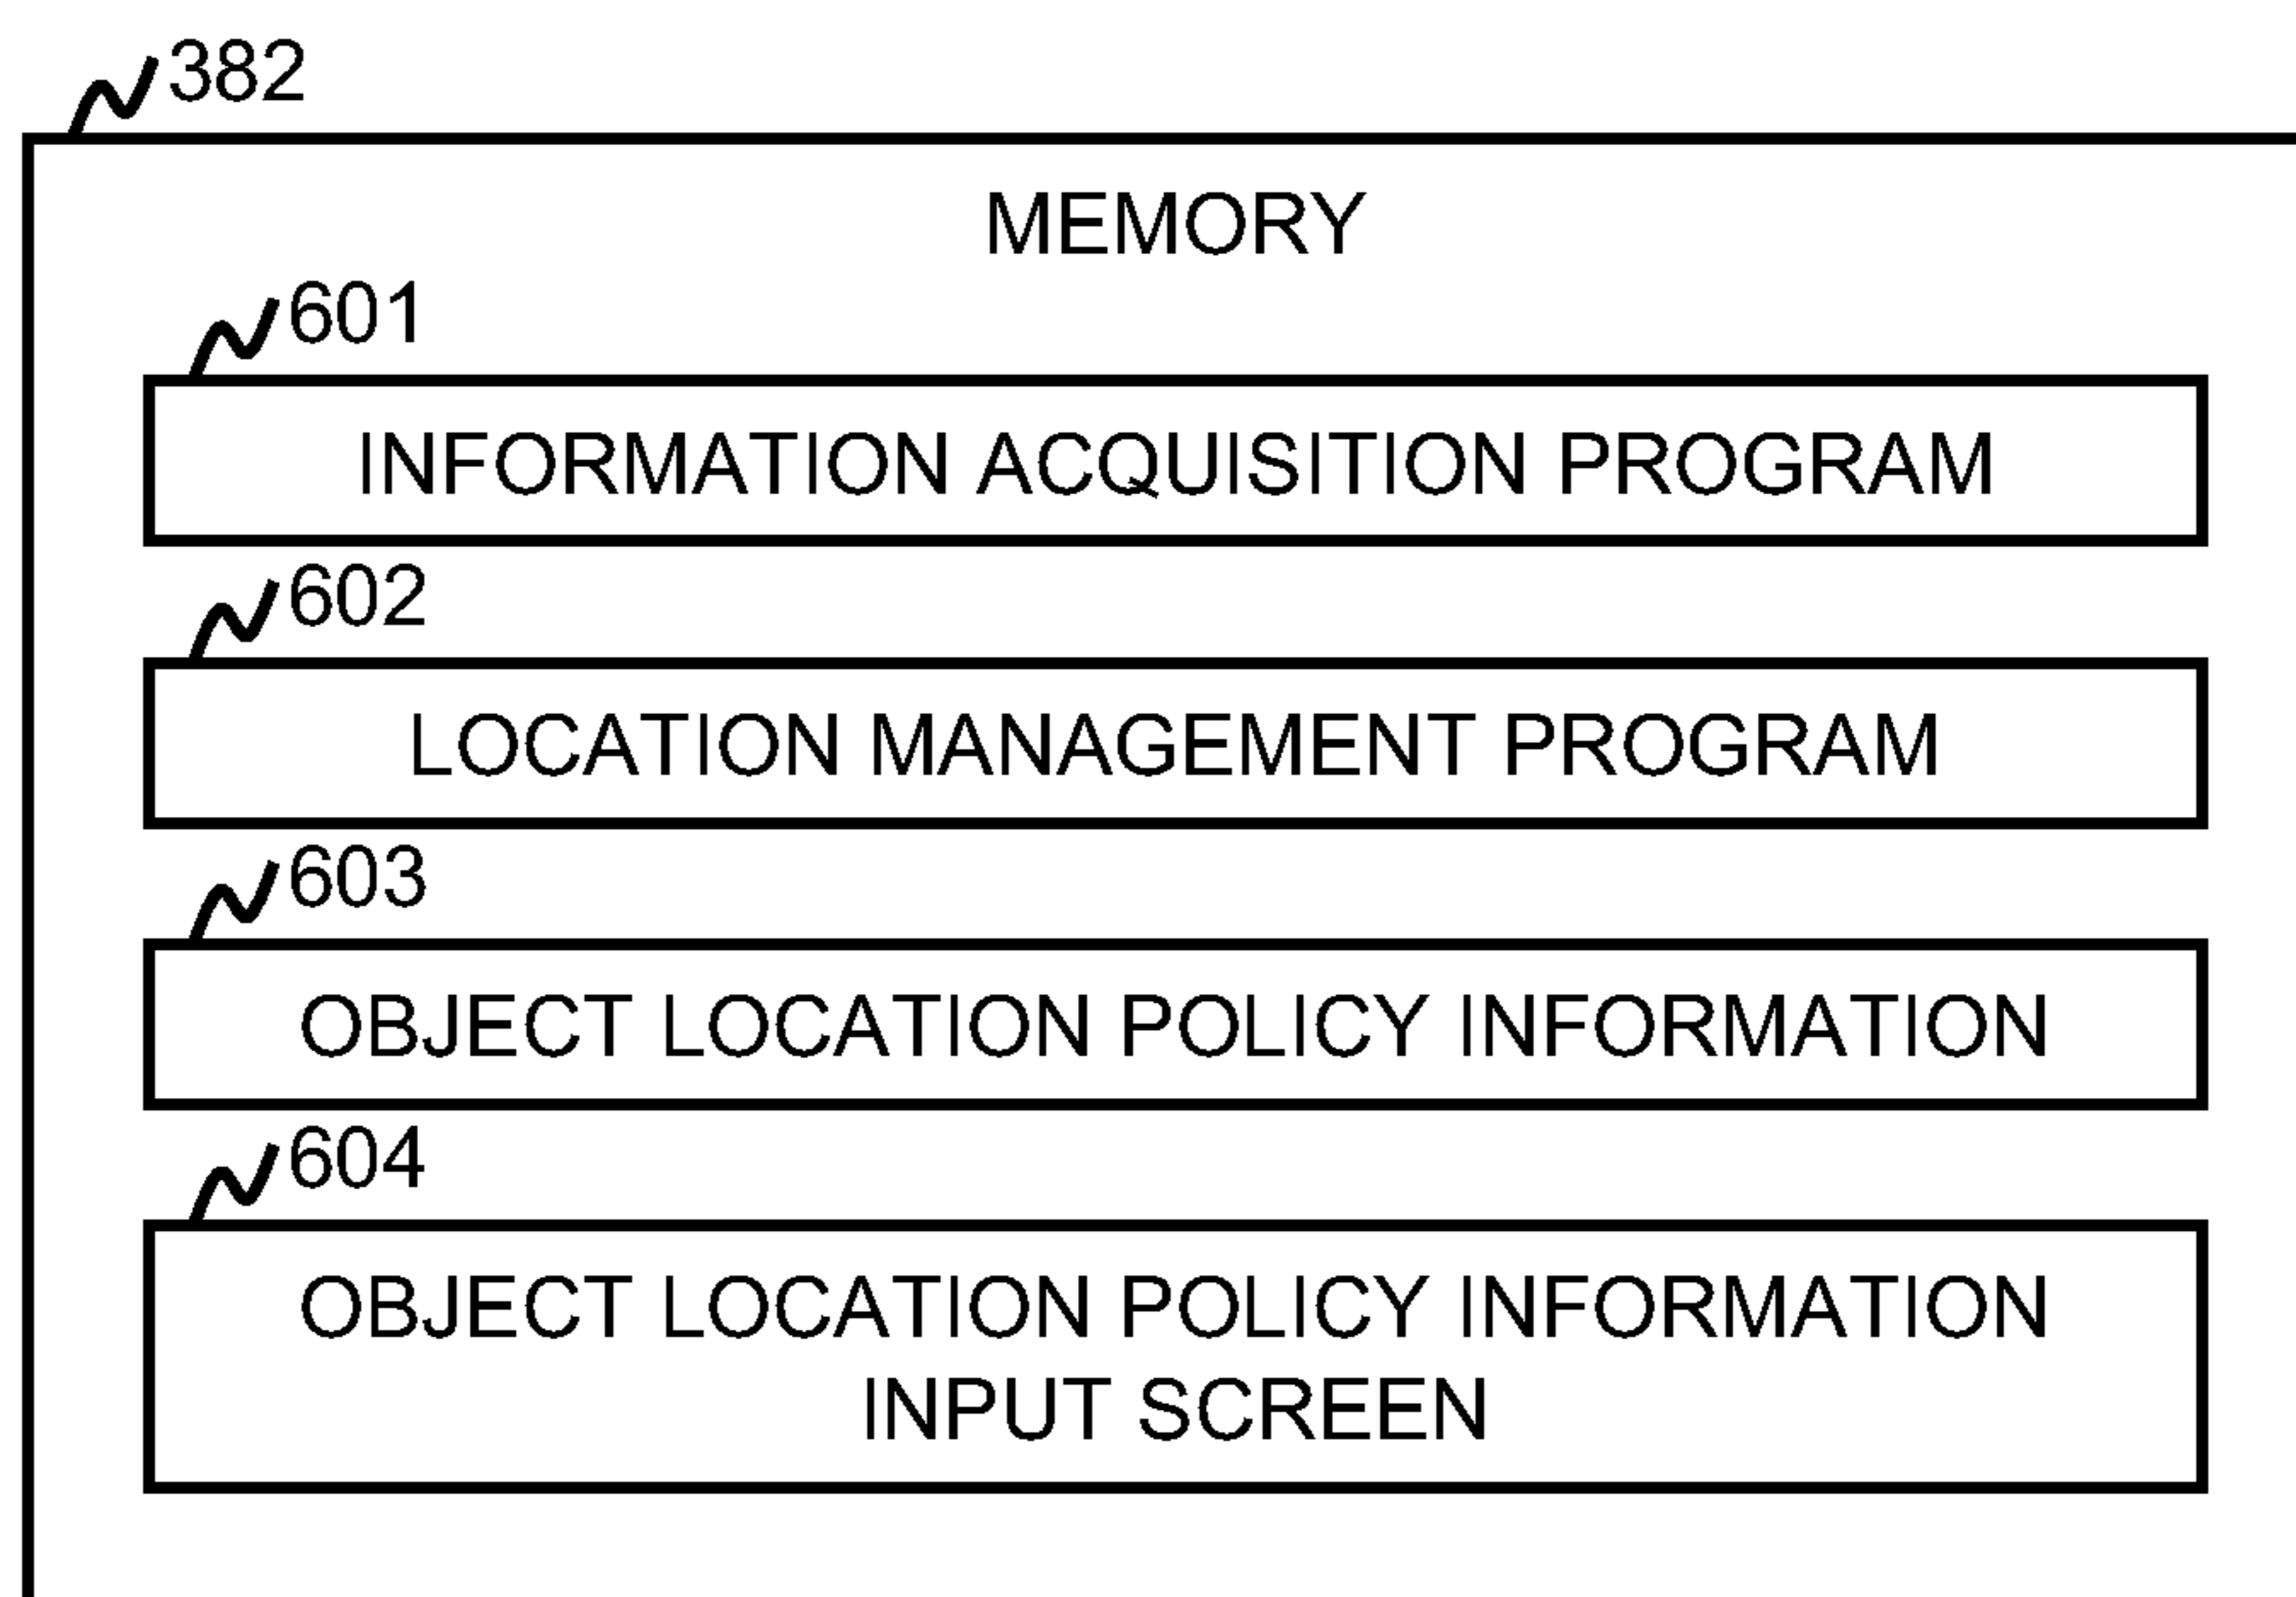 382
MEMORY
601
INFORMATION ACQUISITION PROGRAM
602
LOCATION MANAGEMENT PROGRAM
603
OBJECT LOCATION POLICY INFORMATION
604
OBJECT LOCATION POLICY INFORMATION
INPUT SCREEN